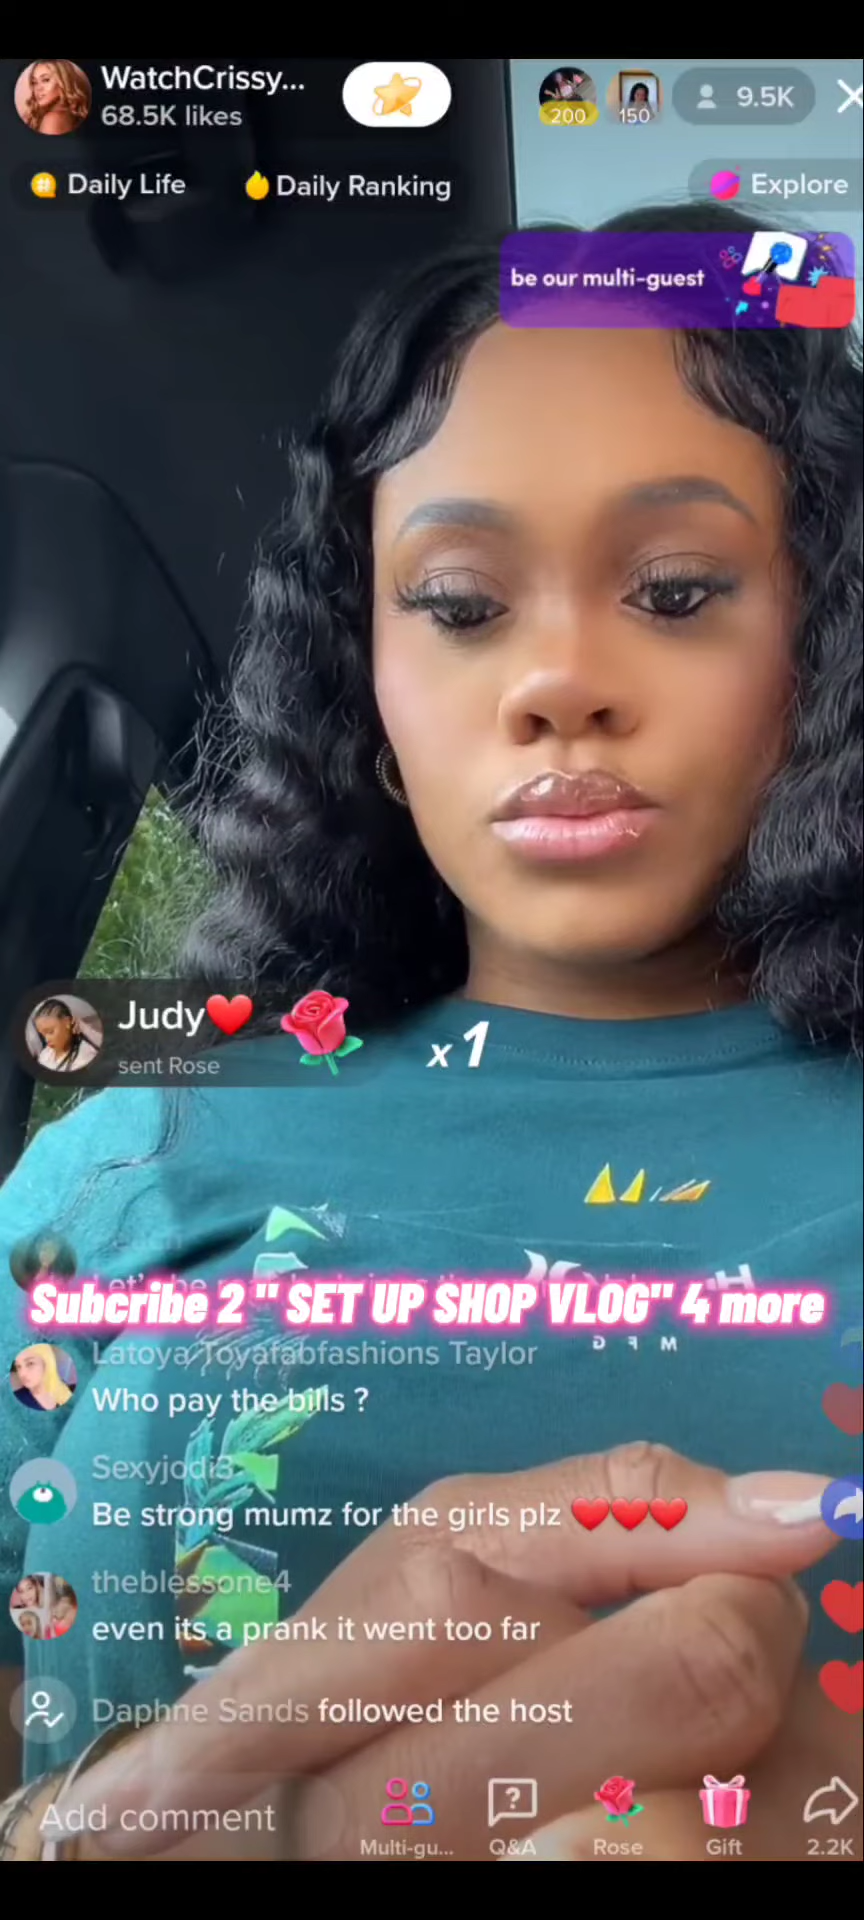 WatchCrissy...
68.5K likes
200
150
9.5K
Daily Life
Daily Ranking
Explore
be our multi-guest
Judy❤️
sent Rose
x1
Subcribe 2 " SET UP SHOP VLOG" 4 more
Latoya Toyafabfashions Taylor
Who pay the bills ?
Sexyjodi3
Be strong mumz for the girls plz ❤️❤️❤️
theblessone4
even its a prank it went too far
Daphne Sands followed the host
Add comment
Multi-gu...
Q&A
Rose
Gift
2.2K